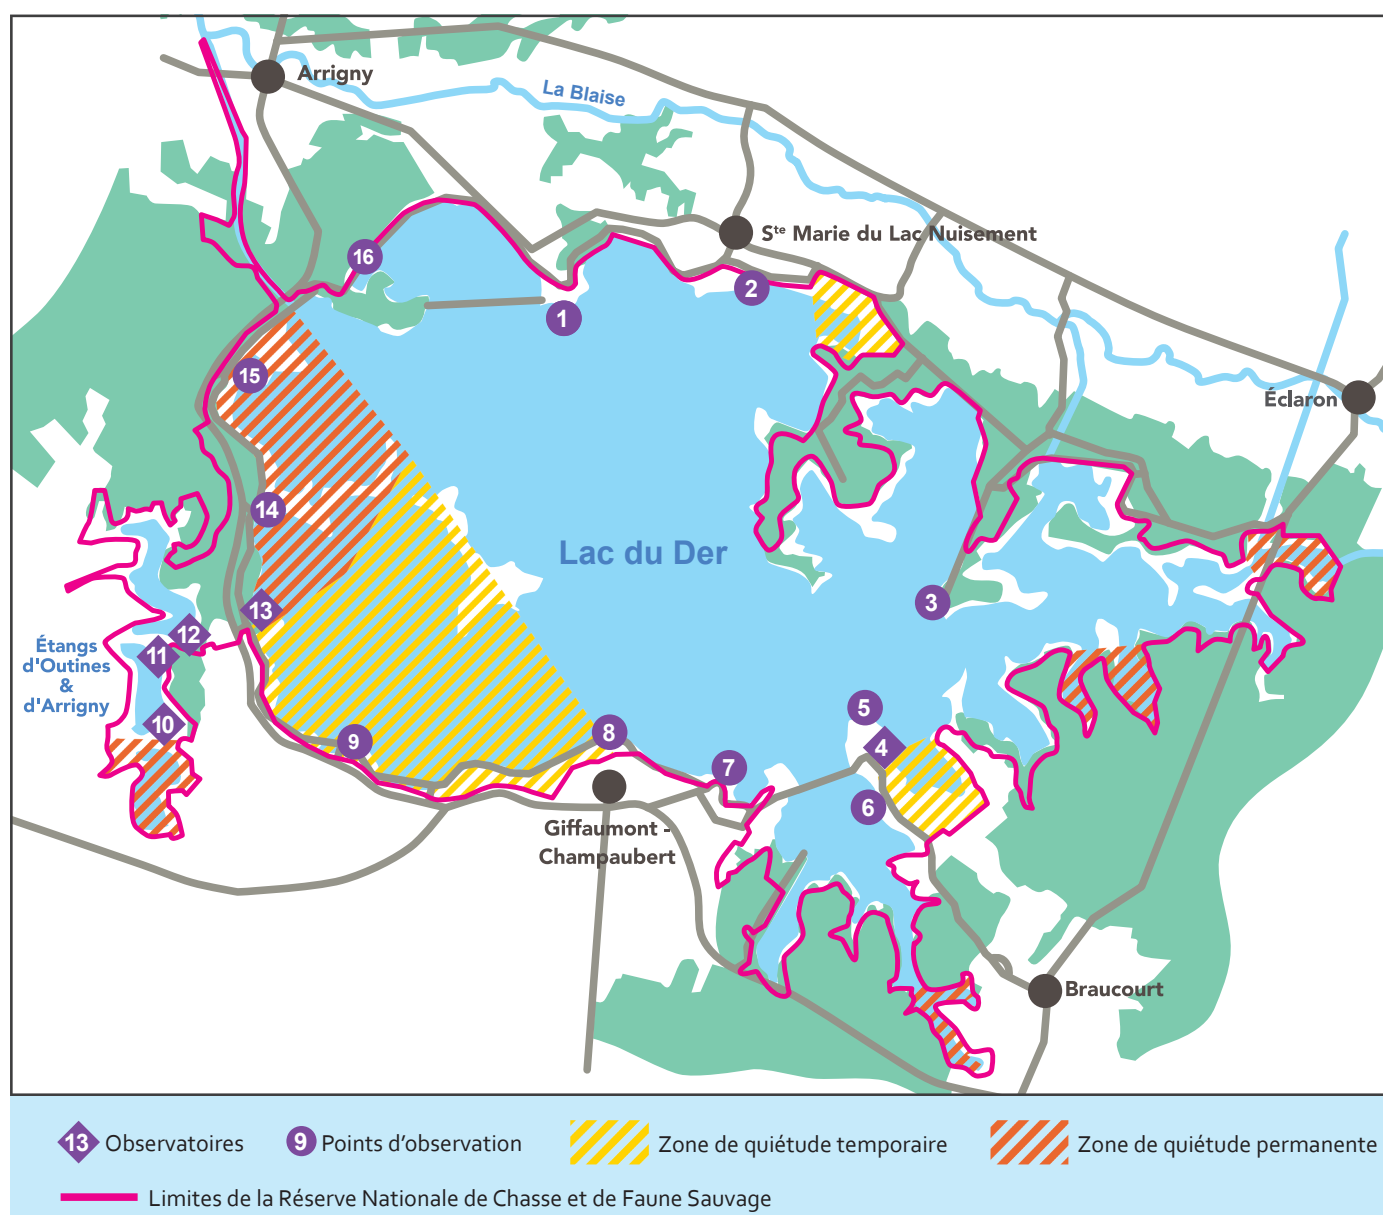 Arrigny
La Blaise
Sᵗᵉ Marie du Lac Nuisement
16
1
2
15
Éclaron
14
Lac du Der
13
3
12
11
Étangs
d'Outines
&
d'Arrigny
10
9
8
5
4
7
6
Giffaumont -
Champaubert
Braucourt
13 Observatoires
9 Points d'observation
Zone de quiétude temporaire
Zone de quiétude permanente
Limites de la Réserve Nationale de Chasse et de Faune Sauvage